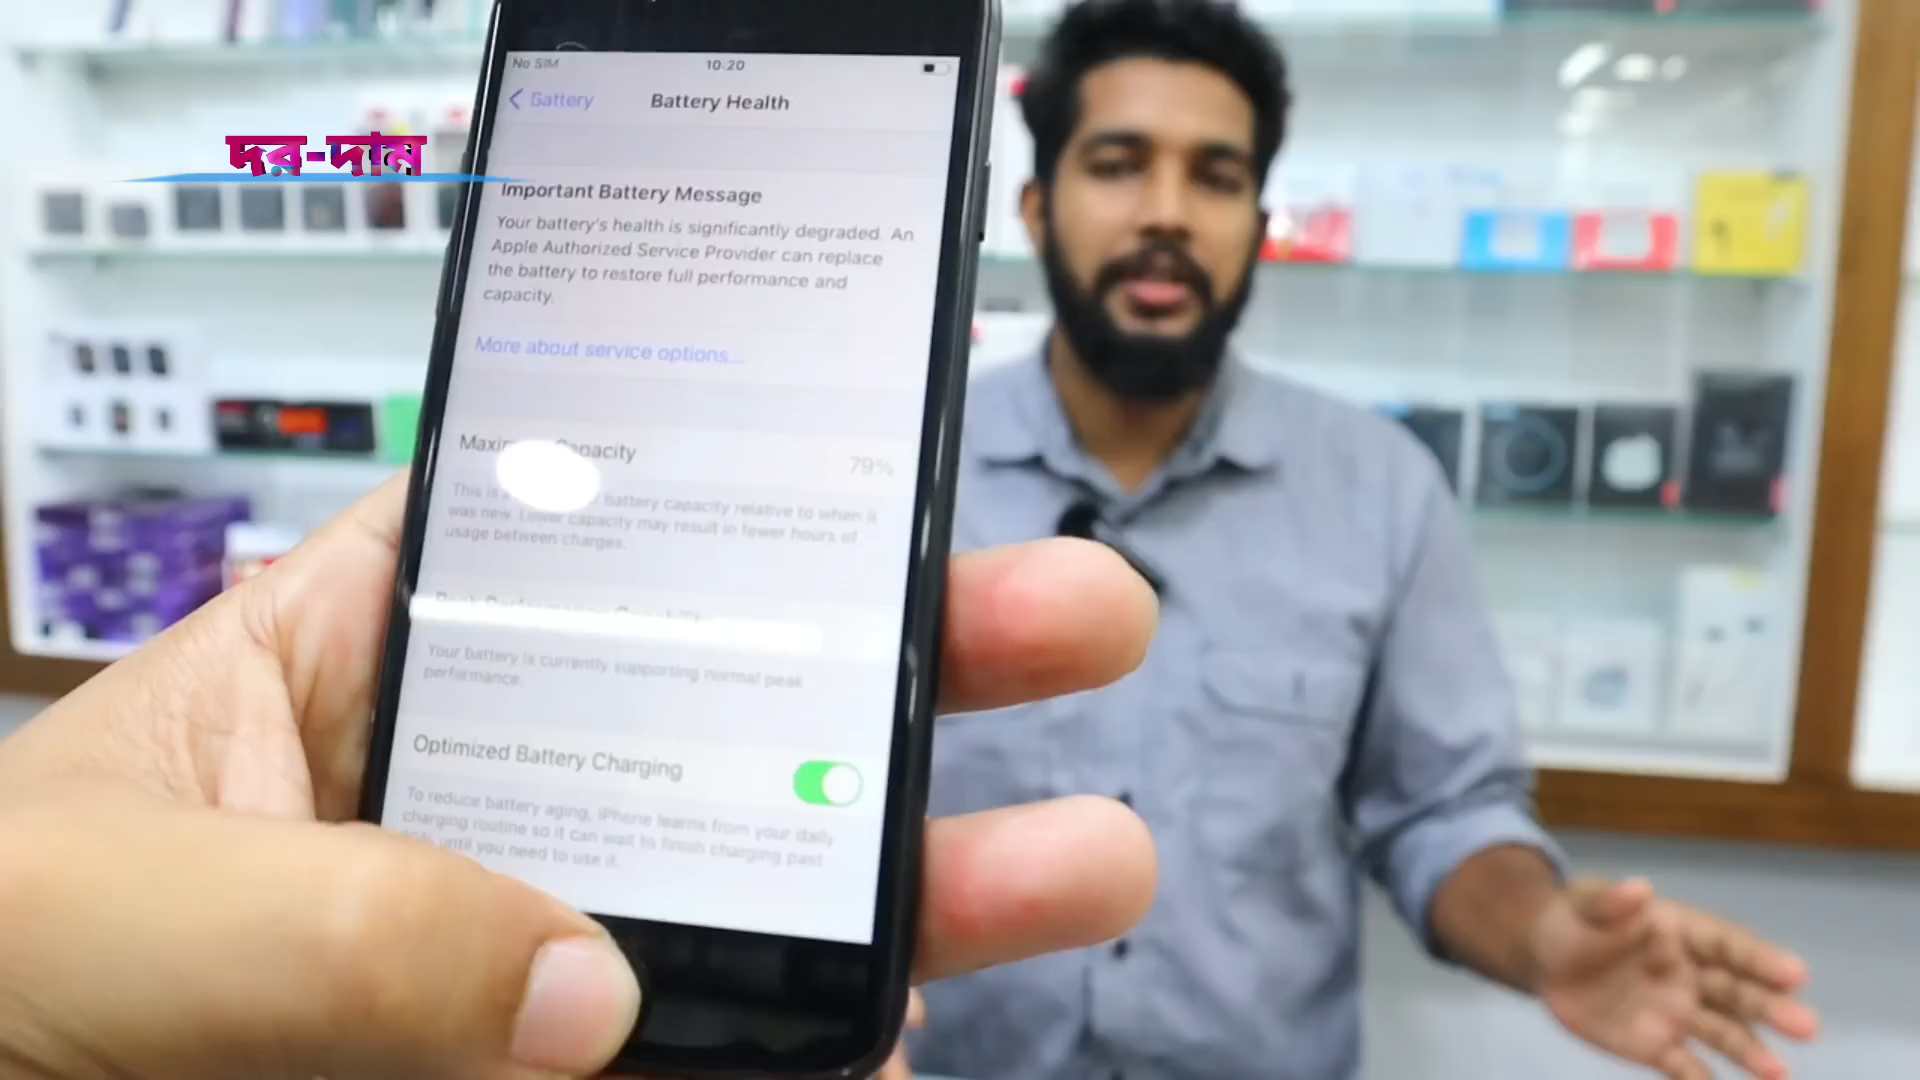 No SIM
10:20
Battery
Battery Health
দর-দাম
Important Battery Message
Your battery's health is significantly degraded. An
Apple Authorized Service Provider can replace
the battery to restore full performance and
capacity.
More about service options...
Capacity
79%
This is a battery capacity relative to when it
was new. Lower capacity may result in fewer hours of
usage between charges.
Your battery is currently supporting normal peak
performance.
Optimized Battery Charging
To reduce battery aging, iPhone learns from your daily
charging routine so it can wait to finish charging past
until you need to use it.